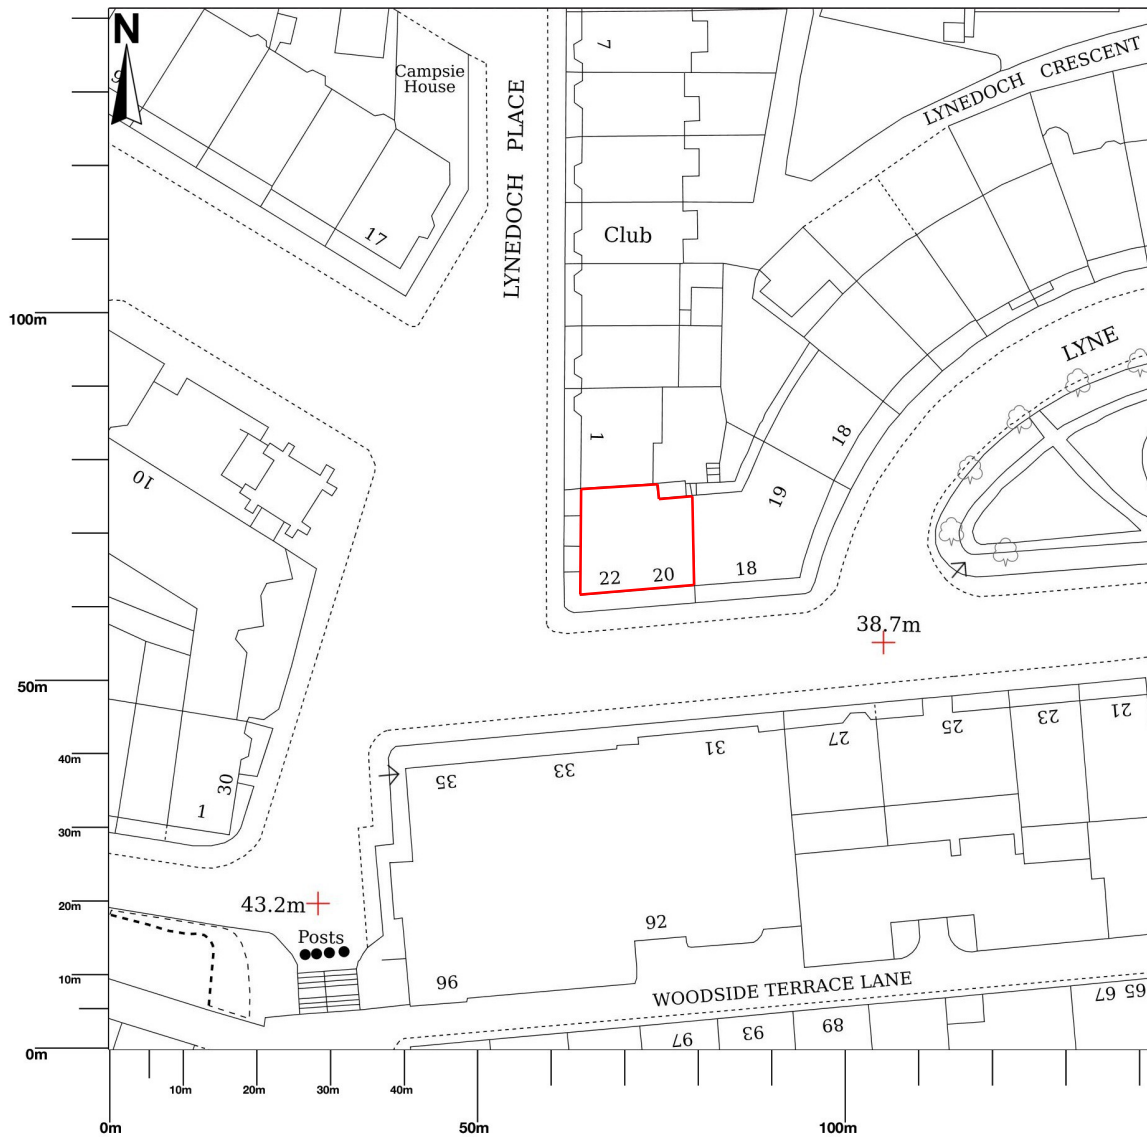 N
9
Campsie
House
7
LYNEDOCH PLACE
LYNEDOCH CRESCENT
17
Club
100m
LYNE
1
18
10
19
22
20
18
38.7m
50m
21
23
25
27
31
33
35
40m
30
1
30m
20m
43.2m
92
Posts
10m
96
WOODSIDE TERRACE LANE
65
67
89
93
97
0m
10m
20m
30m
40m
0m
50m
100m